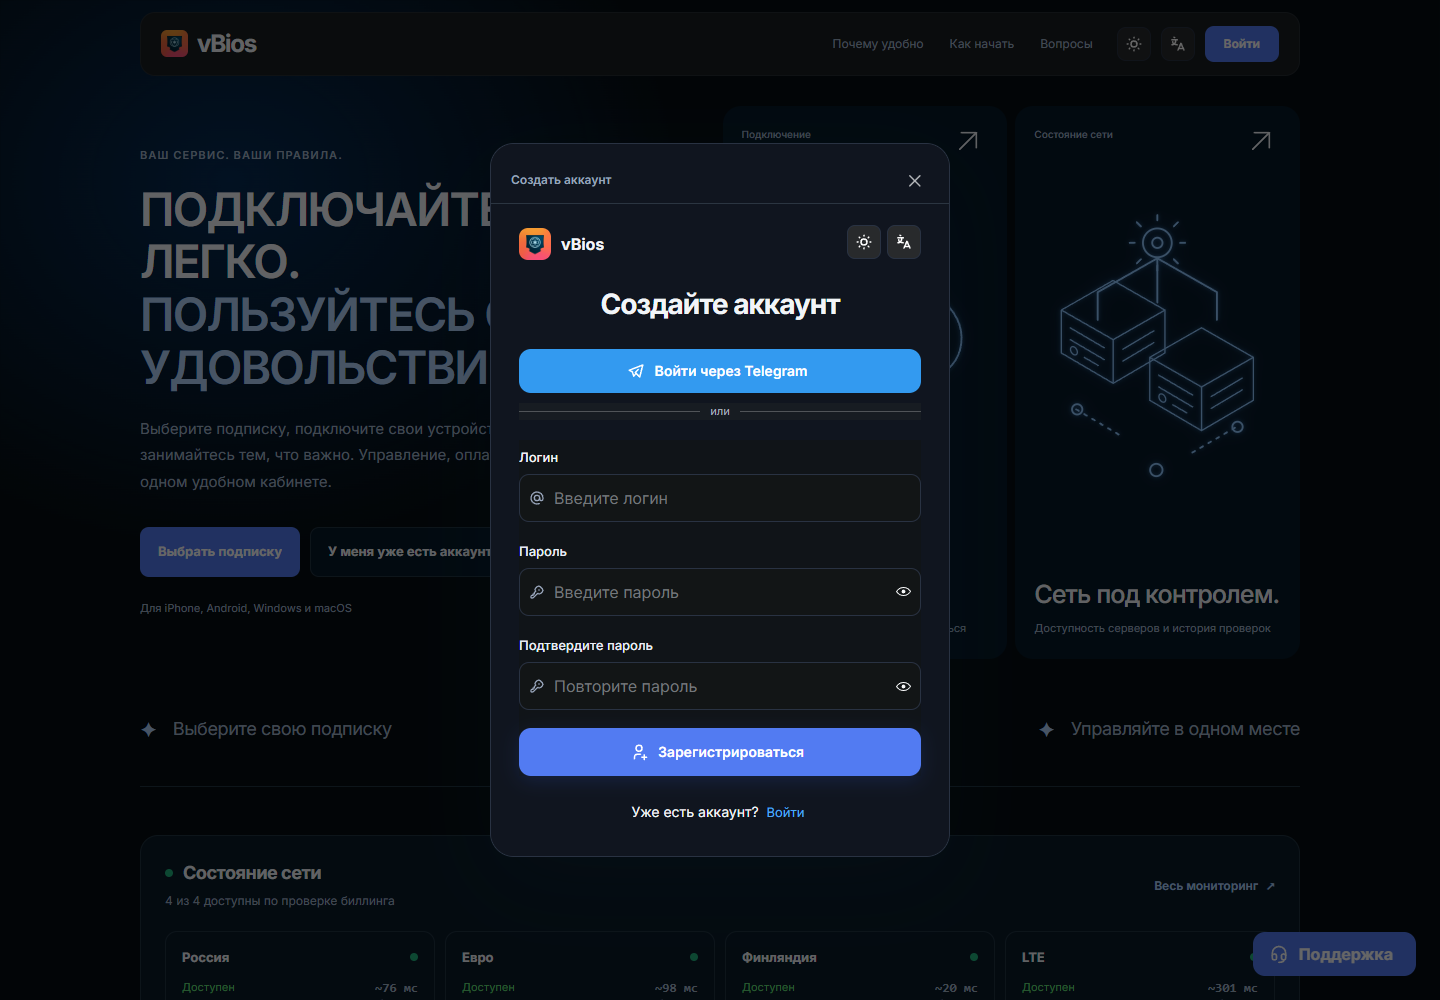 vBios
Почему удобно
Как начать
Вопросы
Войти
ВАШ СЕРВИС. ВАШИ ПРАВИЛА.
ПОДКЛЮЧАЙТЕ
ЛЕГКО.
ПОЛЬЗУЙТЕСЬ
УДОВОЛЬСТВИ
Выберите подписку, подключите свои устройст
занимайтесь тем, что важно. Управление, опла
одном удобном кабинете.
Выбрать подписку
У меня уже есть аккаунт
Для iPhone, Android, Windows и macOS
Подключение
ься
Состояние сети
Сеть под контролем.
Доступность серверов и история проверок
Создать аккаунт
vBios
Создайте аккаунт
Войти через Telegram
или
Логин
Введите логин
Пароль
Введите пароль
Подтвердите пароль
Повторите пароль
Зарегистрироваться
Уже есть аккаунт? Войти
Выберите свою подписку
Управляйте в одном месте
Состояние сети
4 из 4 доступны по проверке биллинга
Весь мониторинг ↗
Россия
Доступен
~76 мс
Евро
Доступен
~98 мс
Финляндия
Доступен
~20 мс
LTE
Доступен
~301 мс
Поддержка